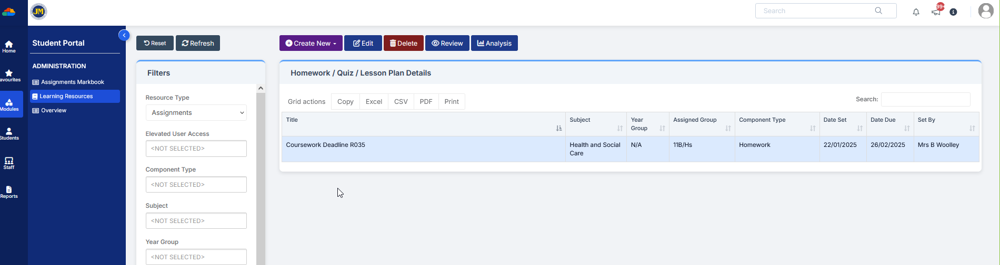 JM
Search
99+
Home
avourites
Modules
Students
Staff
Reports
Student Portal
ADMINISTRATION
Assignments Markbook
Learning Resources
Overview
Reset
Refresh
Create New
Edit
Delete
Review
Analysis
Filters
Resource Type
Assignments
Elevated User Access
<NOT SELECTED>
Component Type
<NOT SELECTED>
Subject
<NOT SELECTED>
Year Group
<NOT SELECTED>
Homework / Quiz / Lesson Plan Details
Grid actions Copy Excel CSV PDF Print
Search:
Title Subject Year Group Assigned Group Component Type Date Set Date Due Set By
Coursework Deadline R035 Health and Social Care N/A 11B/Hs Homework 22/01/2025 26/02/2025 Mrs B Woolley